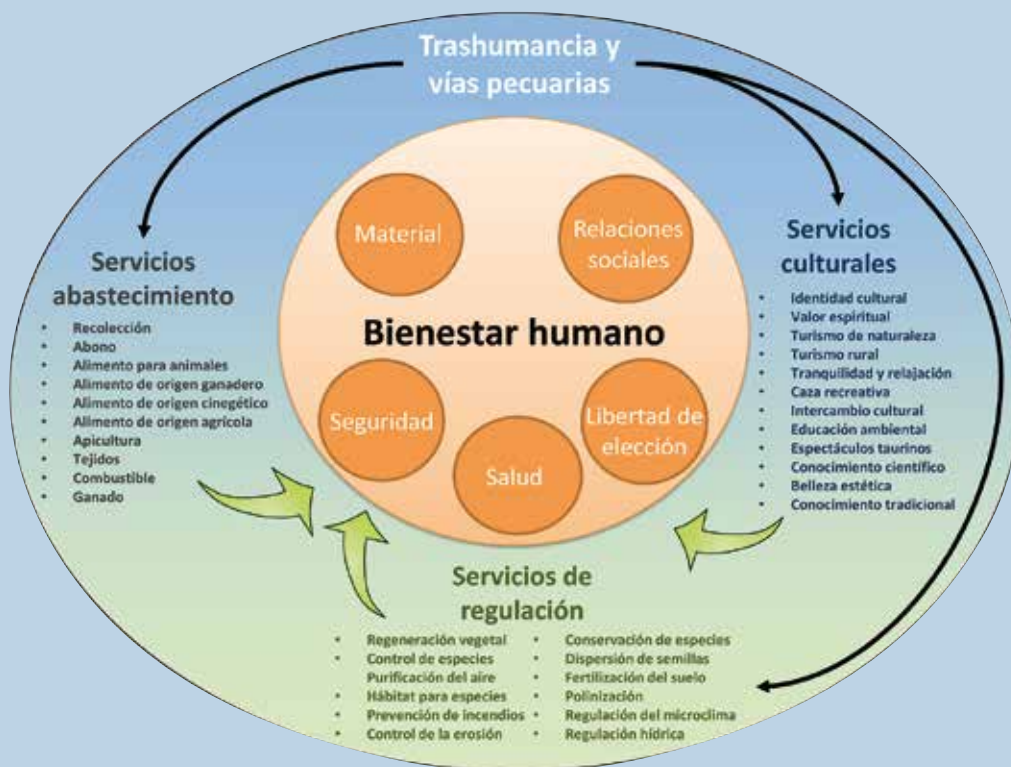 Trashumancia y
vías pecuarias
Material
Relaciones
sociales
Bienestar humano
Seguridad
Salud
Libertad de
elección
Servicios
abastecimiento
• Recolección
• Abono
• Alimento para animales
• Alimento de origen ganadero
• Alimento de origen cinegético
• Alimento de origen agrícola
• Apicultura
• Tejidos
• Combustible
• Ganado
Servicios
culturales
• Identidad cultural
• Valor espiritual
• Turismo de naturaleza
• Turismo rural
• Tranquilidad y relajación
• Caza recreativa
• Intercambio cultural
• Educación ambiental
• Espectáculos taurinos
• Conocimiento científico
• Belleza estética
• Conocimiento tradicional
Servicios de
regulación
• Regeneración vegetal
• Control de especies
Purificación del aire
• Hábitat para especies
• Prevención de incendios
• Control de la erosión
• Conservación de especies
• Dispersión de semillas
• Fertilización del suelo
• Polinización
• Regulación del microclima
• Regulación hídrica